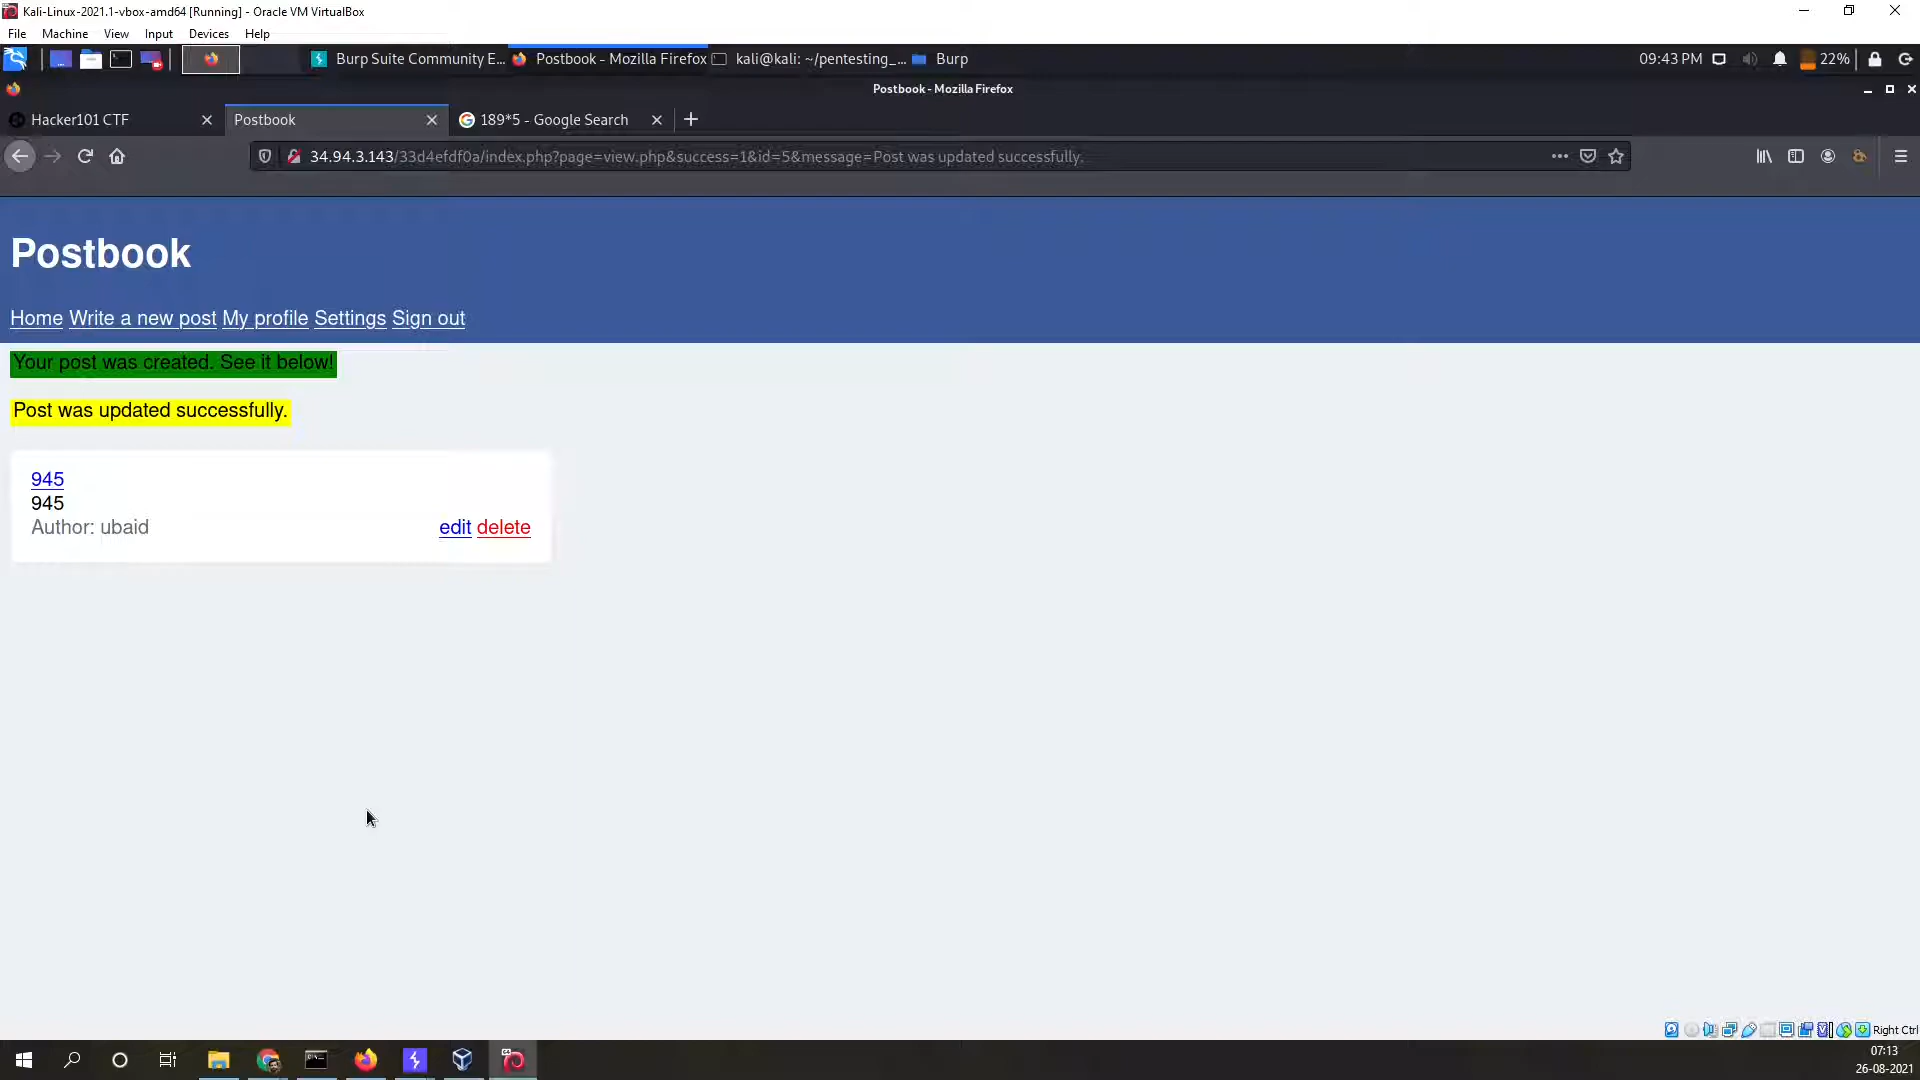 Kali-Linux-2021.1-vbox-amd64 [Running] - Oracle VM VirtualBox
File Machine View Input Devices Help
Burp Suite Community E... Postbook - Mozilla Firefox kali@kali: ~/pentesting_... Burp 09:43 PM 22%
Postbook - Mozilla Firefox
Hacker101 CTF Postbook 189*5 - Google Search
34.94.3.143/33d4efdf0a/index.php?page=view.php&success=1&id=5&message=Post was updated successfully.
Postbook
Home Write a new post My profile Settings Sign out
Your post was created. See it below!
Post was updated successfully.
945
945
Author: ubaid edit delete
Right Ctrl
07:13
26-08-2021